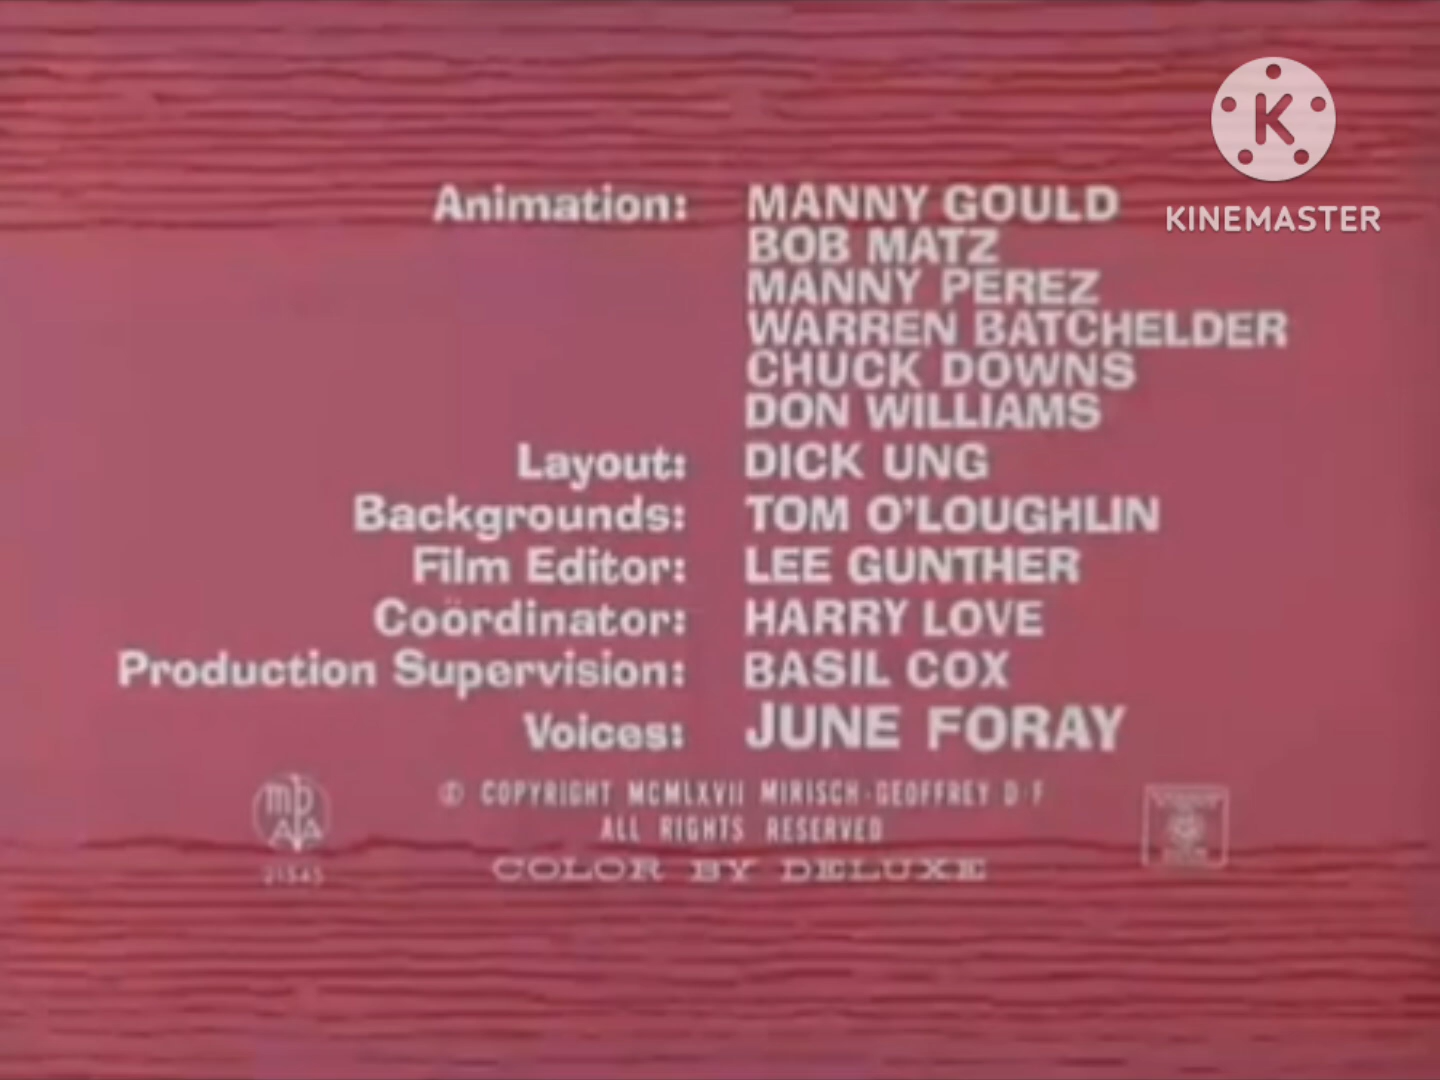 K
KINEMASTER
Animation: MANNY GOULD
BOB MATZ
MANNY PEREZ
WARREN BATCHELDER
CHUCK DOWNS
DON WILLIAMS
Layout: DICK UNG
Backgrounds: TOM O'LOUGHLIN
Film Editor: LEE GUNTHER
Coördinator: HARRY LOVE
Production Supervision: BASIL COX
Voices: JUNE FORAY
© COPYRIGHT MCMLXVII MIRISCH-GEOFFREY D-F
ALL RIGHTS RESERVED
COLOR BY DELUXE